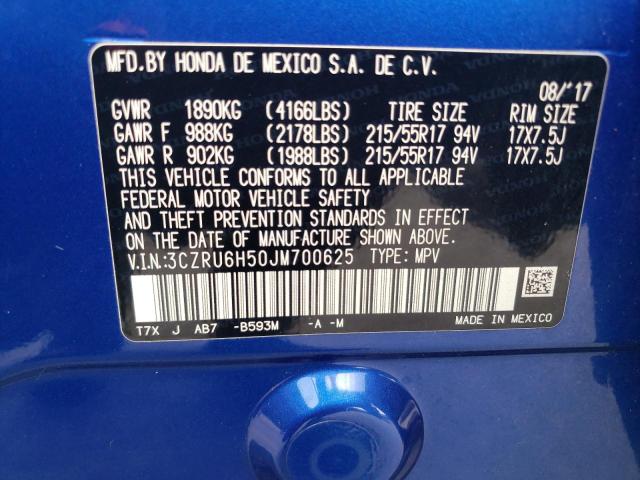 MFD.BY HONDA DE MEXICO S.A. DE C.V.
08/'17
GVWR 1890KG (4166LBS) TIRE SIZE RIM SIZE
GAWR F 988KG (2178LBS) 215/55R17 94V 17X7.5J
GAWR R 902KG (1988LBS) 215/55R17 94V 17X7.5J
THIS VEHICLE CONFORMS TO ALL APPLICABLE
FEDERAL MOTOR VEHICLE SAFETY
AND THEFT PREVENTION STANDARDS IN EFFECT
ON THE DATE OF MANUFACTURE SHOWN ABOVE.
V.I.N:3CZRU6H50JM700625 TYPE: MPV
T7X J AB7 -B593M -A -M
MADE IN MEXICO